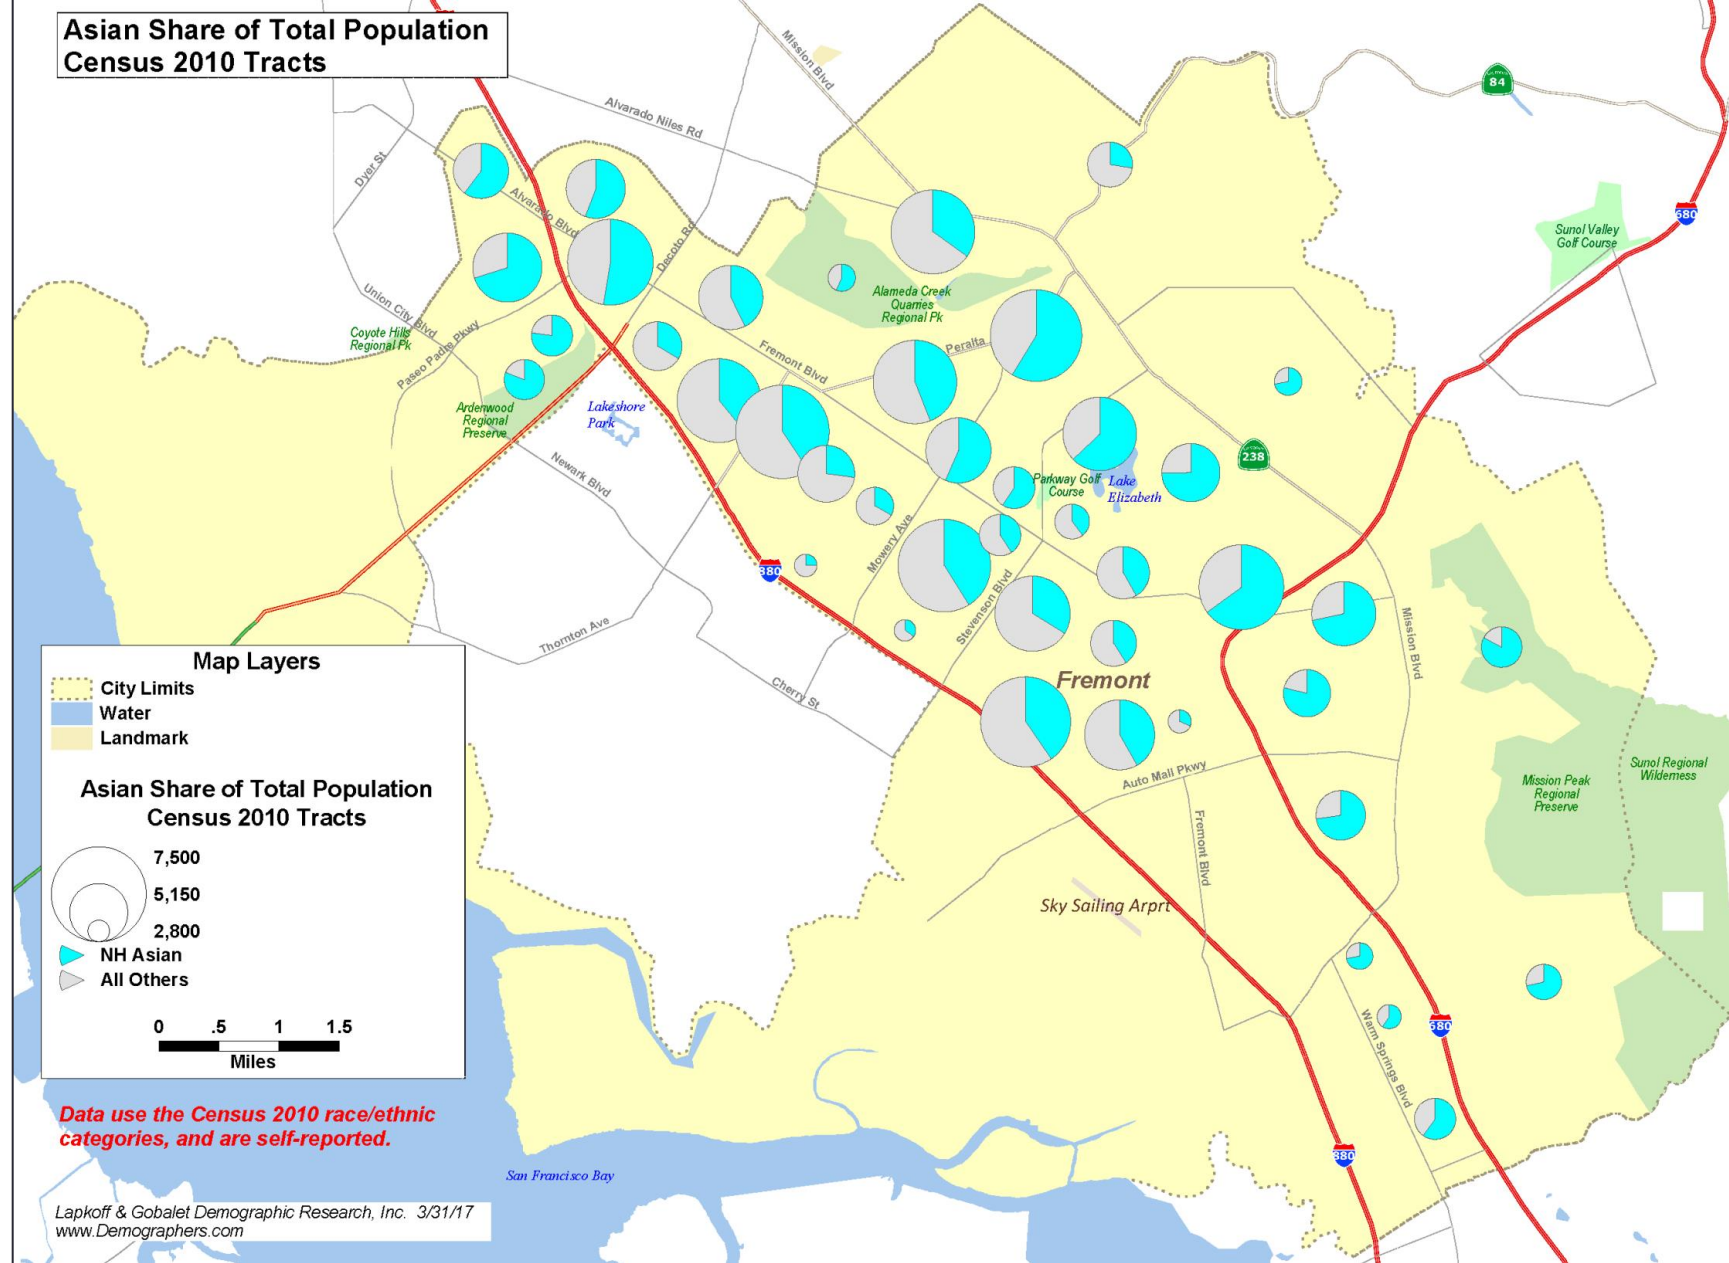 Asian Share of Total Population
Census 2010 Tracts
Mission Blvd
84
Alvarado Niles Rd
Dyer St
Alvarado Blvd
Decoto Rd
680
Sunol Valley
Golf Course
Alameda Creek
Quarries
Regional Pk
Union City Blvd
Coyote Hills
Regional Pk
Paseo Padre Pkwy
Peralta
Fremont Blvd
Ardenwood
Regional
Preserve
Lakeshore
Park
238
Newark Blvd
Parkway Golf
Course
Lake
Elizabeth
Mowery Ave
880
Stevenson Blvd
Thornton Ave
Mission Blvd
Cherry St
Fremont
Auto Mall Pkwy
Fremont Blvd
Mission Peak
Regional
Preserve
Sunol Regional
Wilderness
Sky Sailing Arprt
Warm Springs Blvd
680
880
San Francisco Bay
Map Layers
City Limits
Water
Landmark
Asian Share of Total Population
Census 2010 Tracts
7,500
5,150
2,800
NH Asian
All Others
0 .5 1 1.5
Miles
Data use the Census 2010 race/ethnic
categories, and are self-reported.
Lapkoff & Gobalet Demographic Research, Inc. 3/31/17
www.Demographers.com